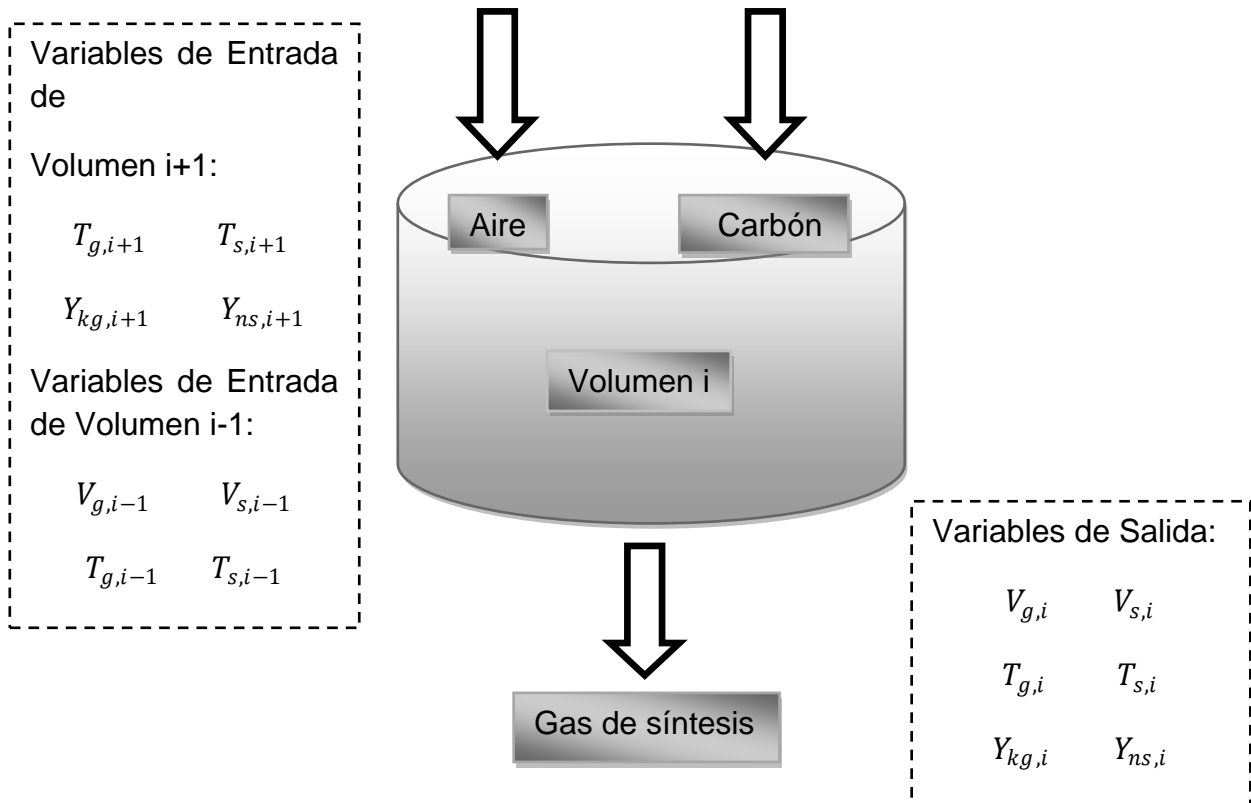 Variables de Entrada
de
Volumen i+1:
T_{g,i+1} T_{s,i+1}
Y_{kg,i+1} Y_{ns,i+1}
Variables de Entrada
de Volumen i-1:
V_{g,i−1} V_{s,i−1}
T_{g,i−1} T_{s,i−1}
Aire
Carbón
Volumen i
Gas de síntesis
Variables de Salida:
V_{g,i} V_{s,i}
T_{g,i} T_{s,i}
Y_{kg,i} Y_{ns,i}